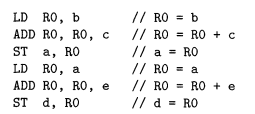 LD R0, b // R0 = b
ADD R0, R0, c // R0 = R0 + c
ST a, R0 // a = R0
LD R0, a // R0 = a
ADD R0, R0, e // R0 = R0 + e
ST d, R0 // d = R0